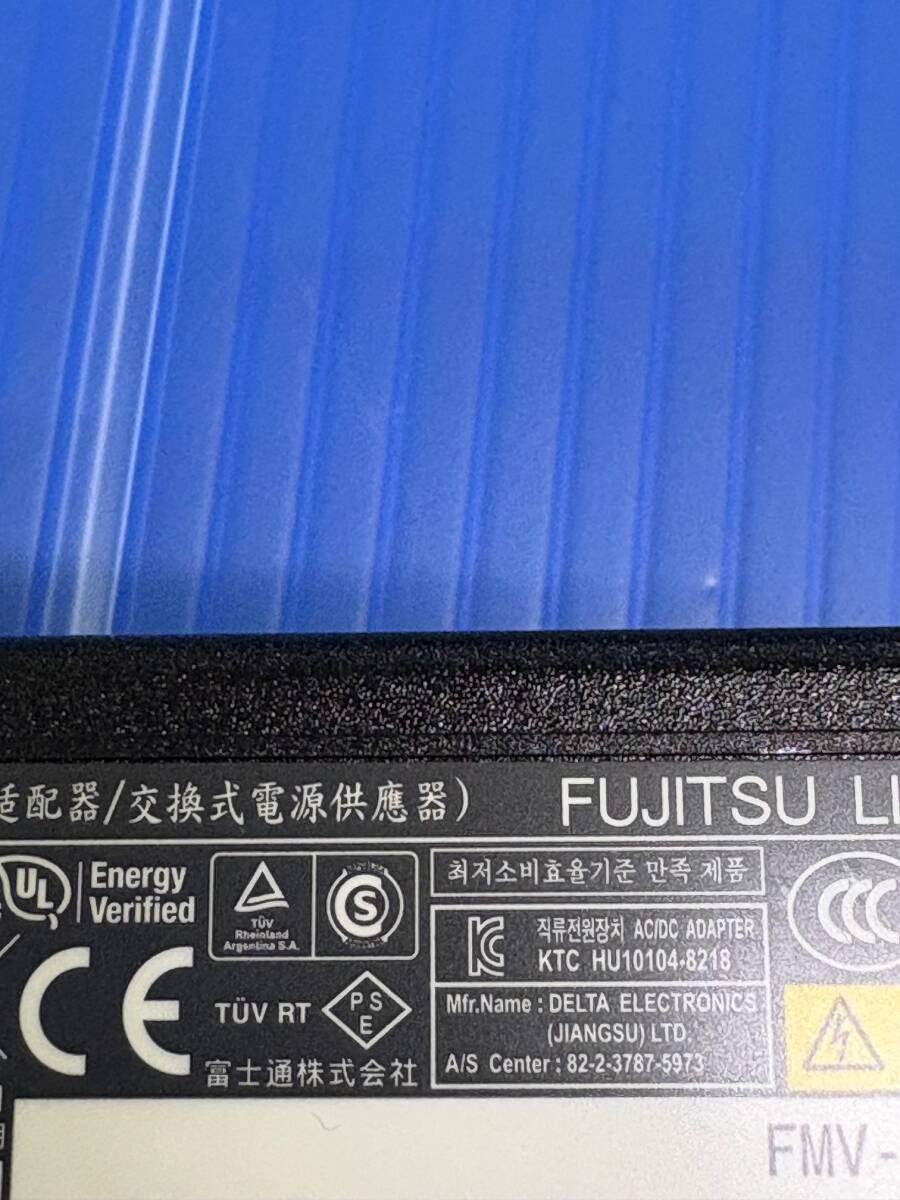 适配器/交換式電源供應器)
FUJITSU LI
UL
Energy
Verified
TÜV
Rheinland
Argentina S.A.
S
최저소비효율기준 만족 제품
직류전원장치 AC/DC ADAPTER
KTC HU10104-8218
Mfr.Name : DELTA ELECTRONICS
(JIANGSU) LTD.
A/S Center : 82-2-3787-5973
CCC
CE
TÜV RT
PS
E
富士通株式会社
FMV-